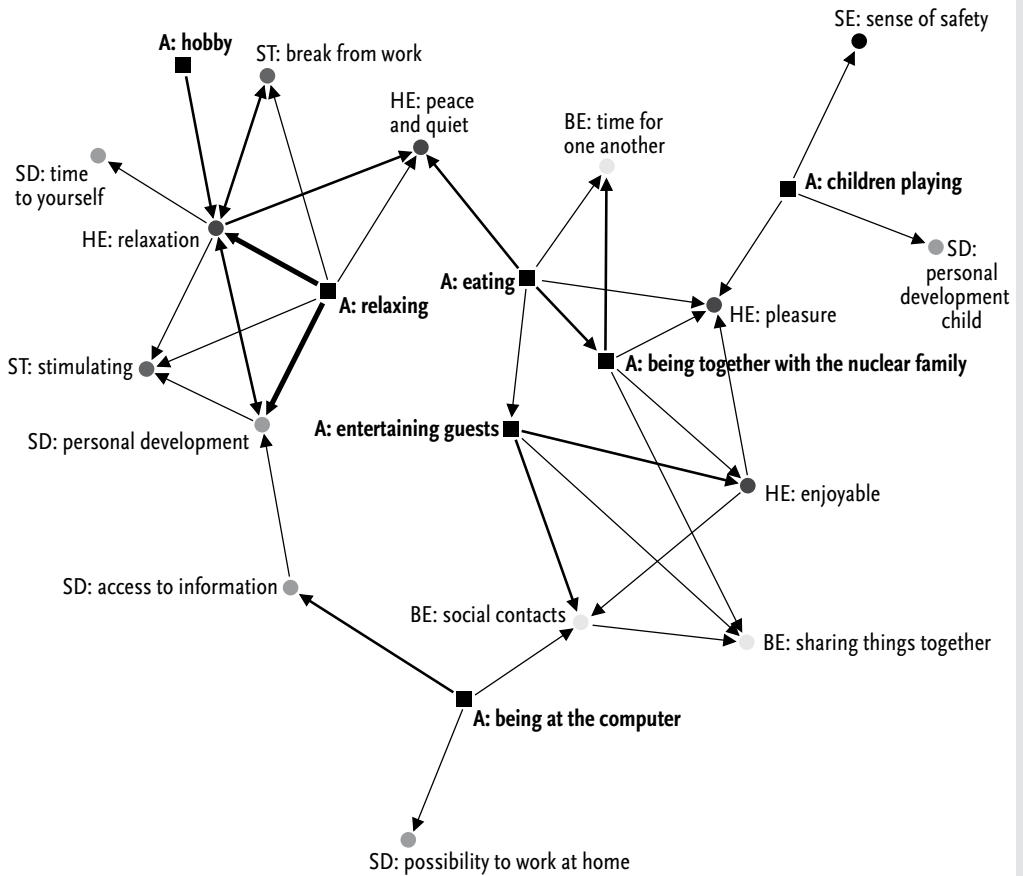 SE: sense of safety
A: hobby
ST: break from work
HE: peace
and quiet
BE: time for
one another
SD: time
to yourself
A: children playing
HE: relaxation
SD:
personal
development
child
A: eating
A: relaxing
HE: pleasure
ST: stimulating
A: being together with the nuclear family
SD: personal development
A: entertaining guests
HE: enjoyable
SD: access to information
BE: social contacts
BE: sharing things together
A: being at the computer
SD: possibility to work at home